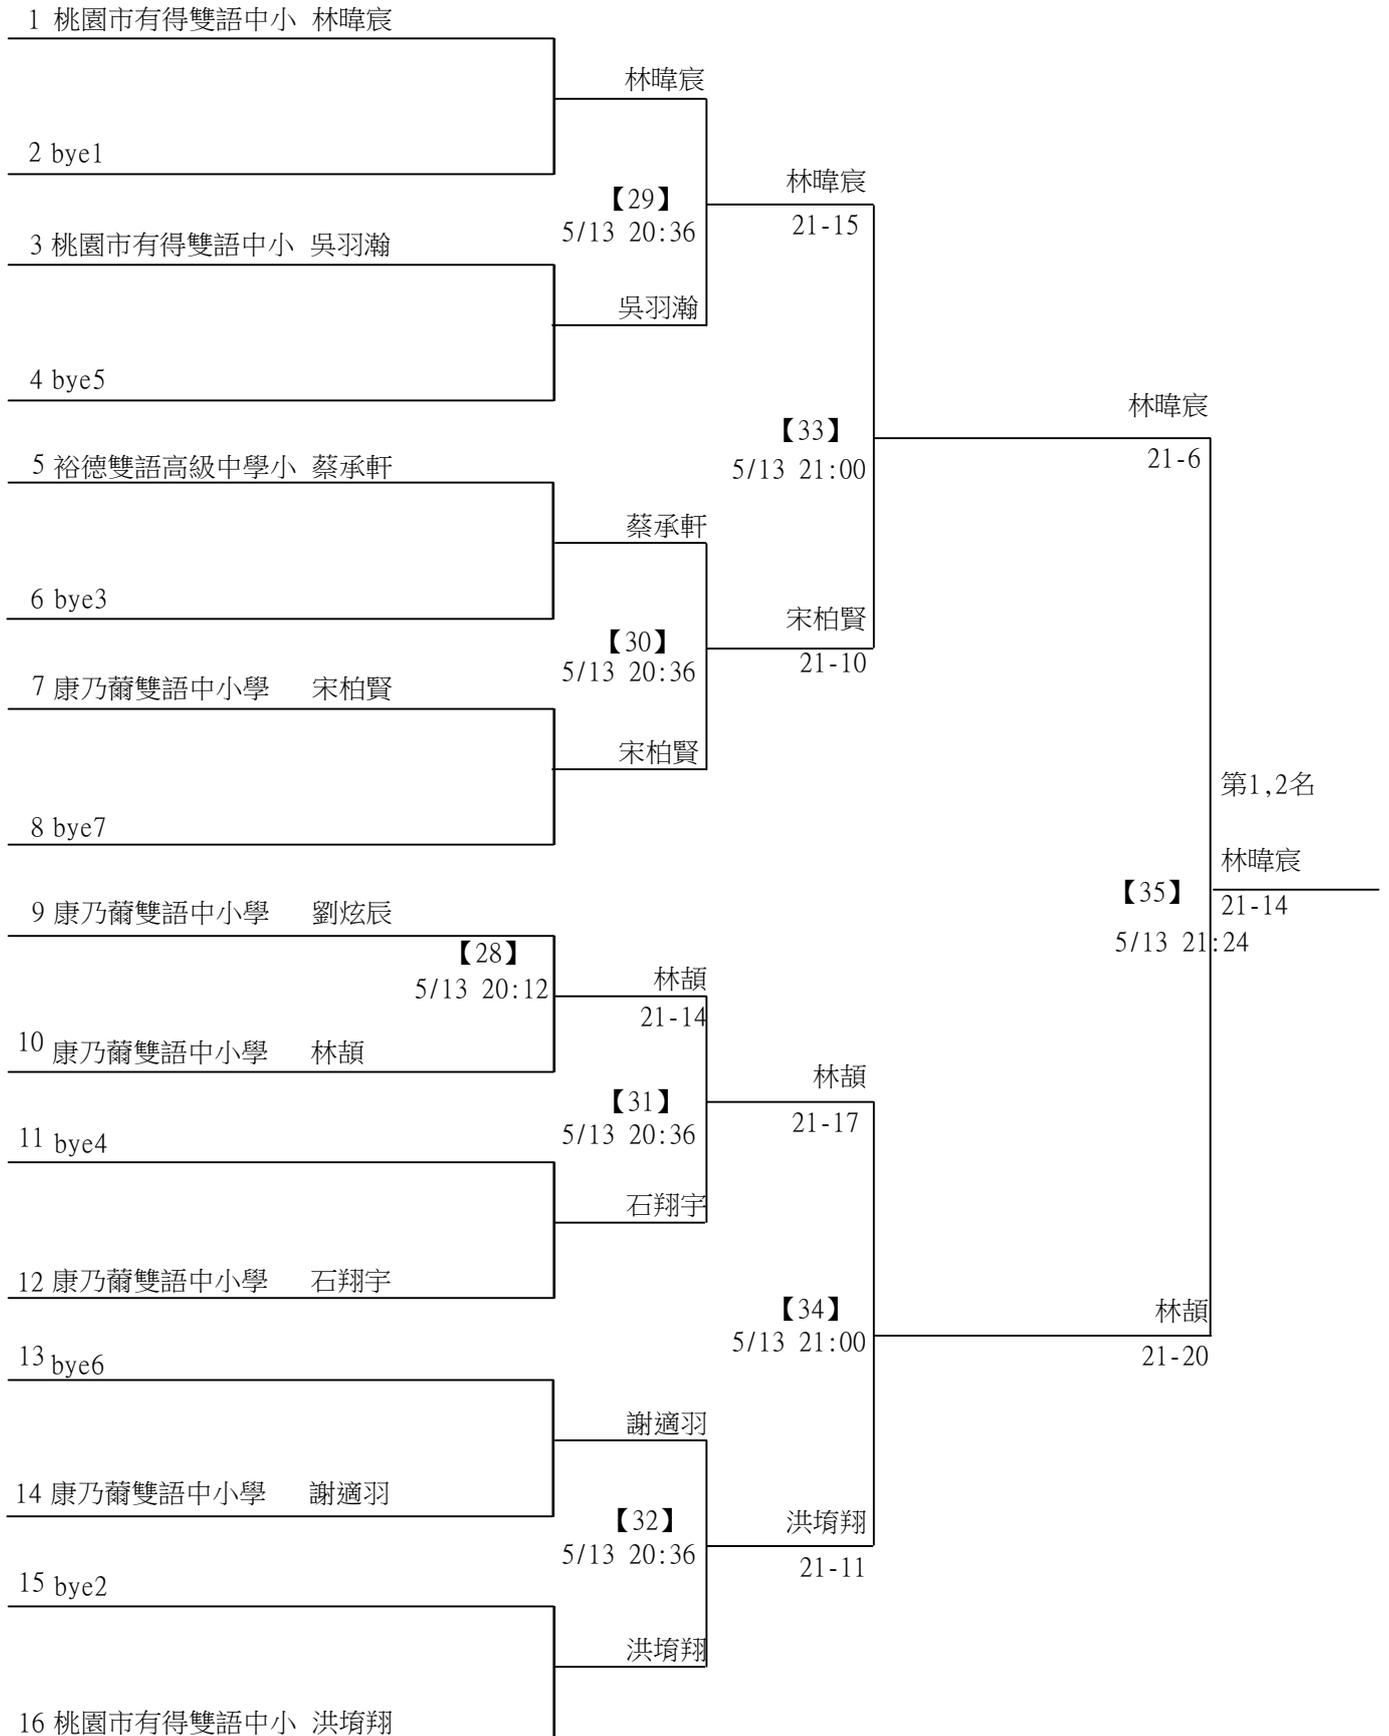 1 桃園市有得雙語中小 林暐宸
林暐宸
2 bye1
林暐宸
【29】
21-15
5/13 20:36
3 桃園市有得雙語中小 吳羽瀚
吳羽瀚
4 bye5
林暐宸
【33】
21-6
5/13 21:00
5 裕德雙語高級中學小 蔡承軒
蔡承軒
6 bye3
宋柏賢
【30】
21-10
5/13 20:36
7 康乃薾雙語中小學 宋柏賢
宋柏賢
第1,2名
8 bye7
林暐宸
【35】
21-14
5/13 21:24
9 康乃薾雙語中小學 劉炫辰
【28】
5/13 20:12
林頡
21-14
10 康乃薾雙語中小學 林頡
林頡
【31】
21-17
5/13 20:36
11 bye4
石翔宇
12 康乃薾雙語中小學 石翔宇
【34】
5/13 21:00
林頡
21-20
13 bye6
謝適羽
14 康乃薾雙語中小學 謝適羽
洪堉翔
【32】
21-11
5/13 20:36
15 bye2
洪堉翔
16 桃園市有得雙語中小 洪堉翔